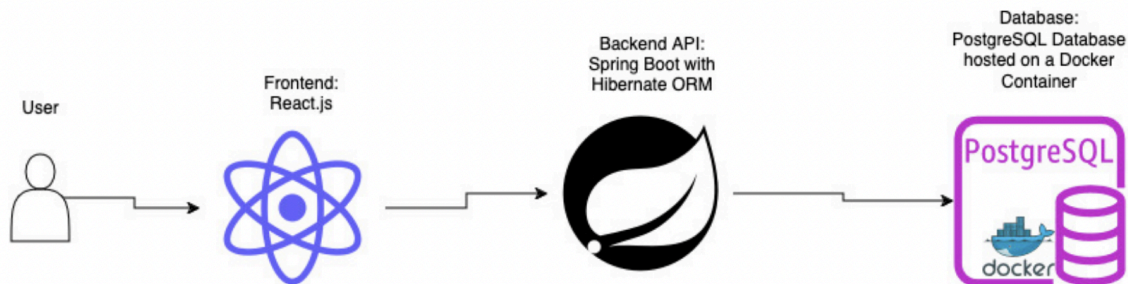 User
Frontend:
React.js
Backend API:
Spring Boot with
Hibernate ORM
Database:
PostgreSQL Database
hosted on a Docker
Container
PostgreSQL
docker